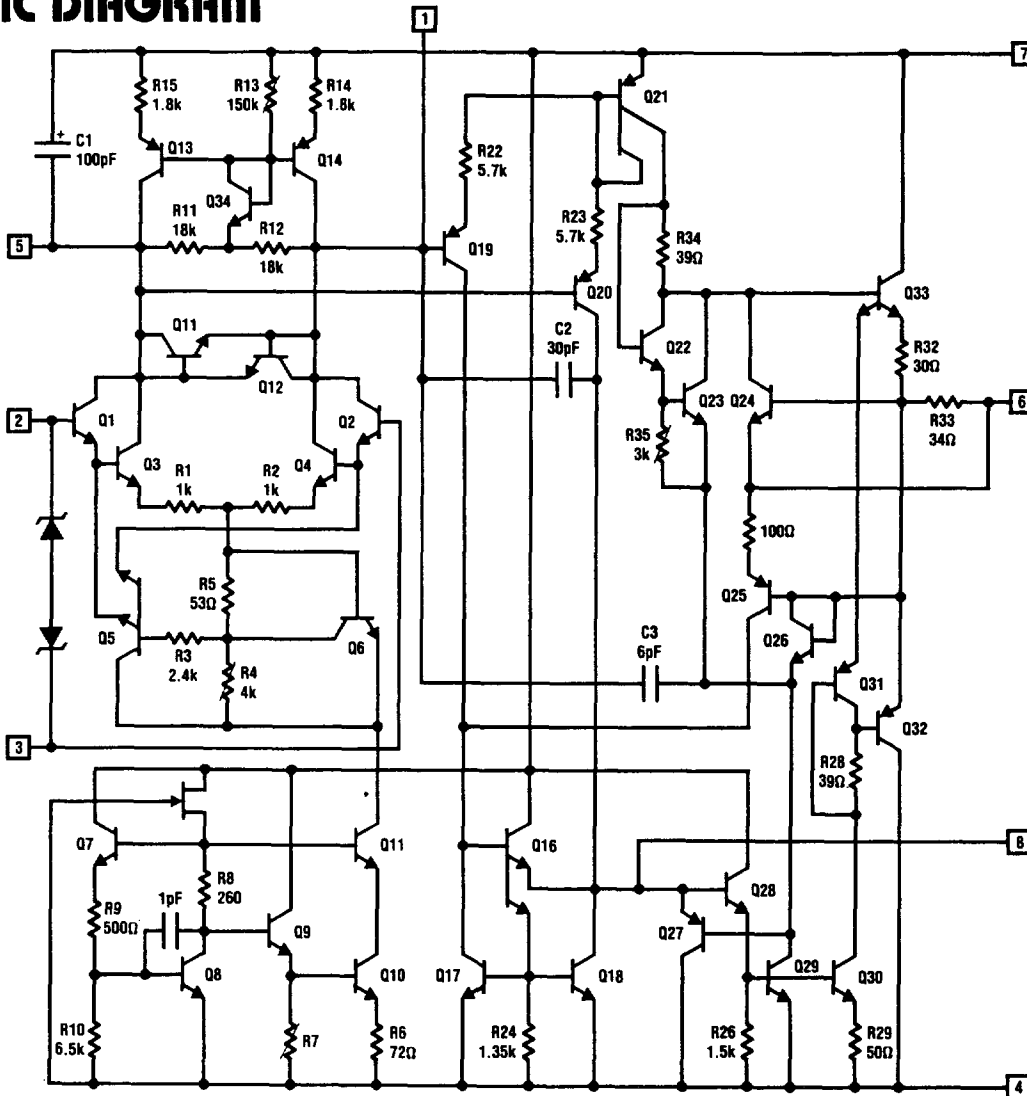 IC DIAGRAM
1
7
R15
1.8k
R13
150k
R14
1.8k
C1
100pF
+
Q13
Q14
Q34
R11
18k
R12
18k
5
Q21
R22
5.7k
R23
5.7k
Q19
Q20
R34
39Ω
Q33
Q11
Q12
C2
30pF
Q22
R32
30Ω
2
Q1
Q2
Q3
Q4
R1
1k
R2
1k
Q23
Q24
R33
34Ω
6
R35
3k
R5
53Ω
Q5
R3
2.4k
R4
4k
Q6
100Ω
Q25
Q26
C3
6pF
Q31
Q32
3
R28
39Ω
Q7
Q11
Q16
8
R8
260
1pF
R9
500Ω
Q9
Q28
Q27
Q8
Q10
Q17
Q18
Q29
Q30
R10
6.5k
R7
R6
72Ω
R24
1.35k
R26
1.5k
R29
50Ω
4